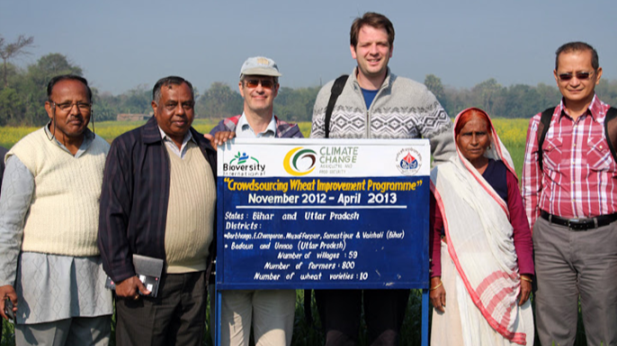 Bioversity
International
CLIMATE
CHANGE
AGRICULTURE AND
FOOD SECURITY
"Crowdsourcing Wheat Improvement Programme"
November 2012 - April 2013
States: Bihar and Uttar Pradesh
Districts:
• Darbhanga, E.Champaran, Muzaffarpur, Samastipur & Vaishali (Bihar)
• Badaun and Unnao (Uttar Pradesh)
Number of villages : 59
Number of farmers : 800
Number of wheat varieties : 10